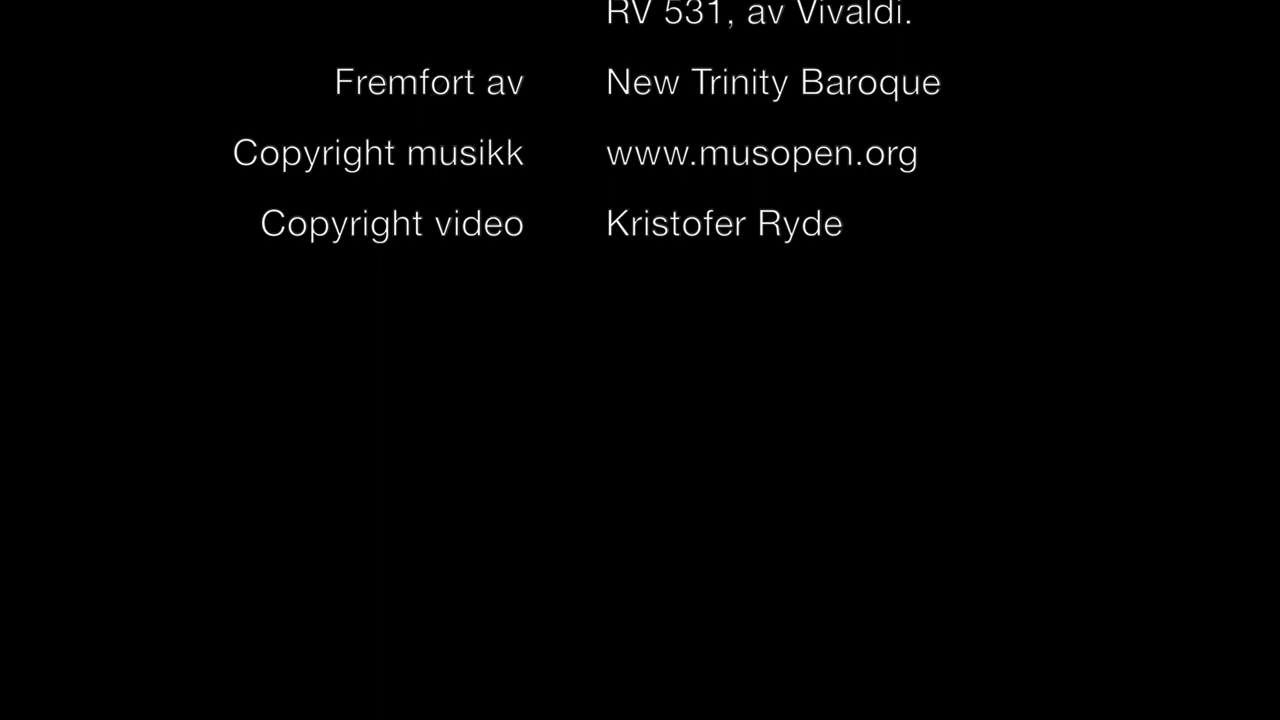 RV 531, av Vivaldi.
Fremfort av New Trinity Baroque
Copyright musikk www.musopen.org
Copyright video Kristofer Ryde